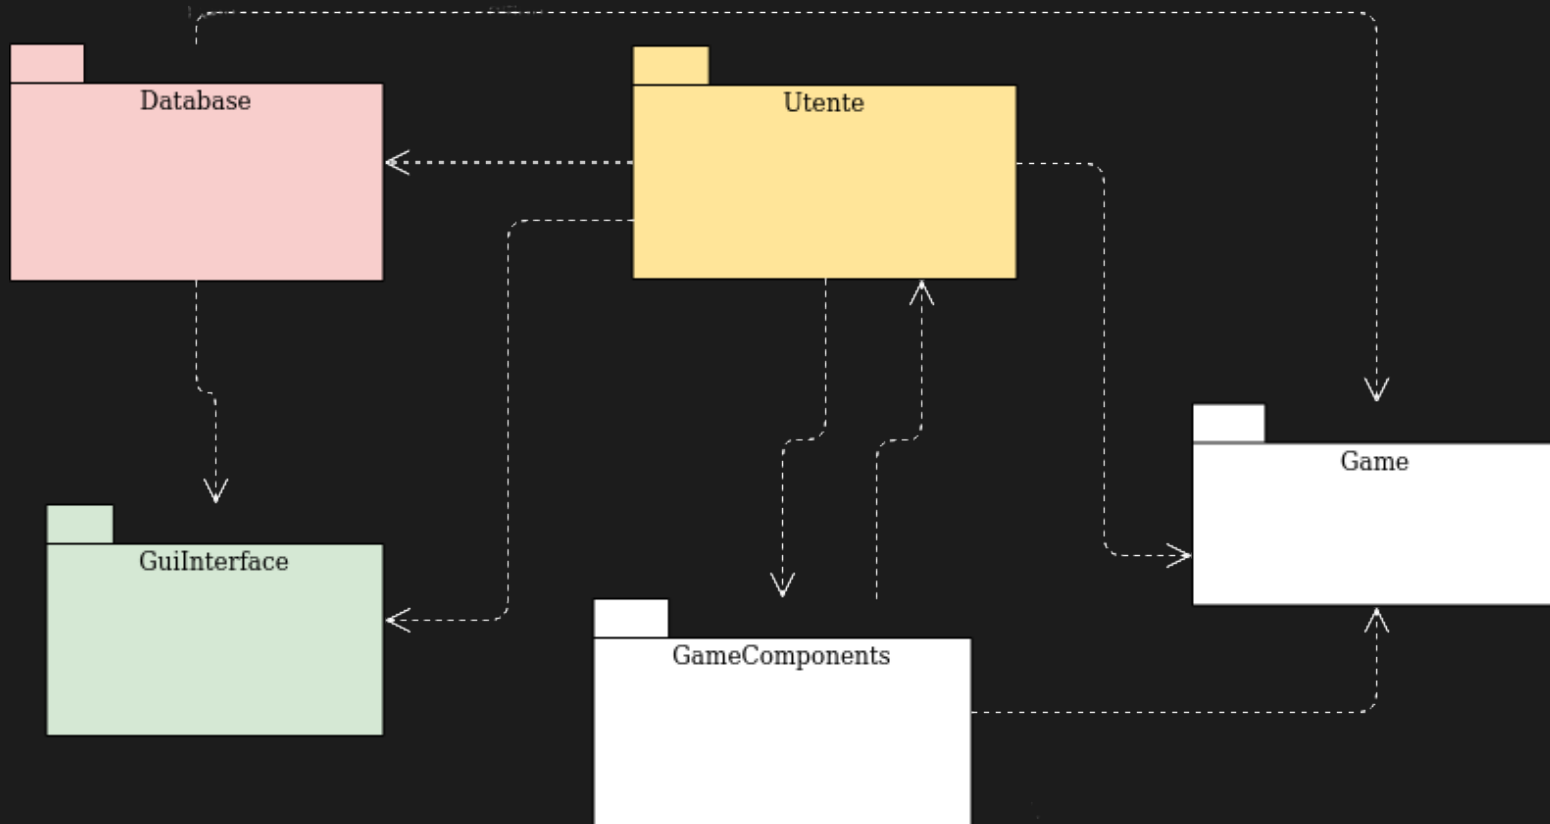 Database
Utente
Game
GuiInterface
GameComponents